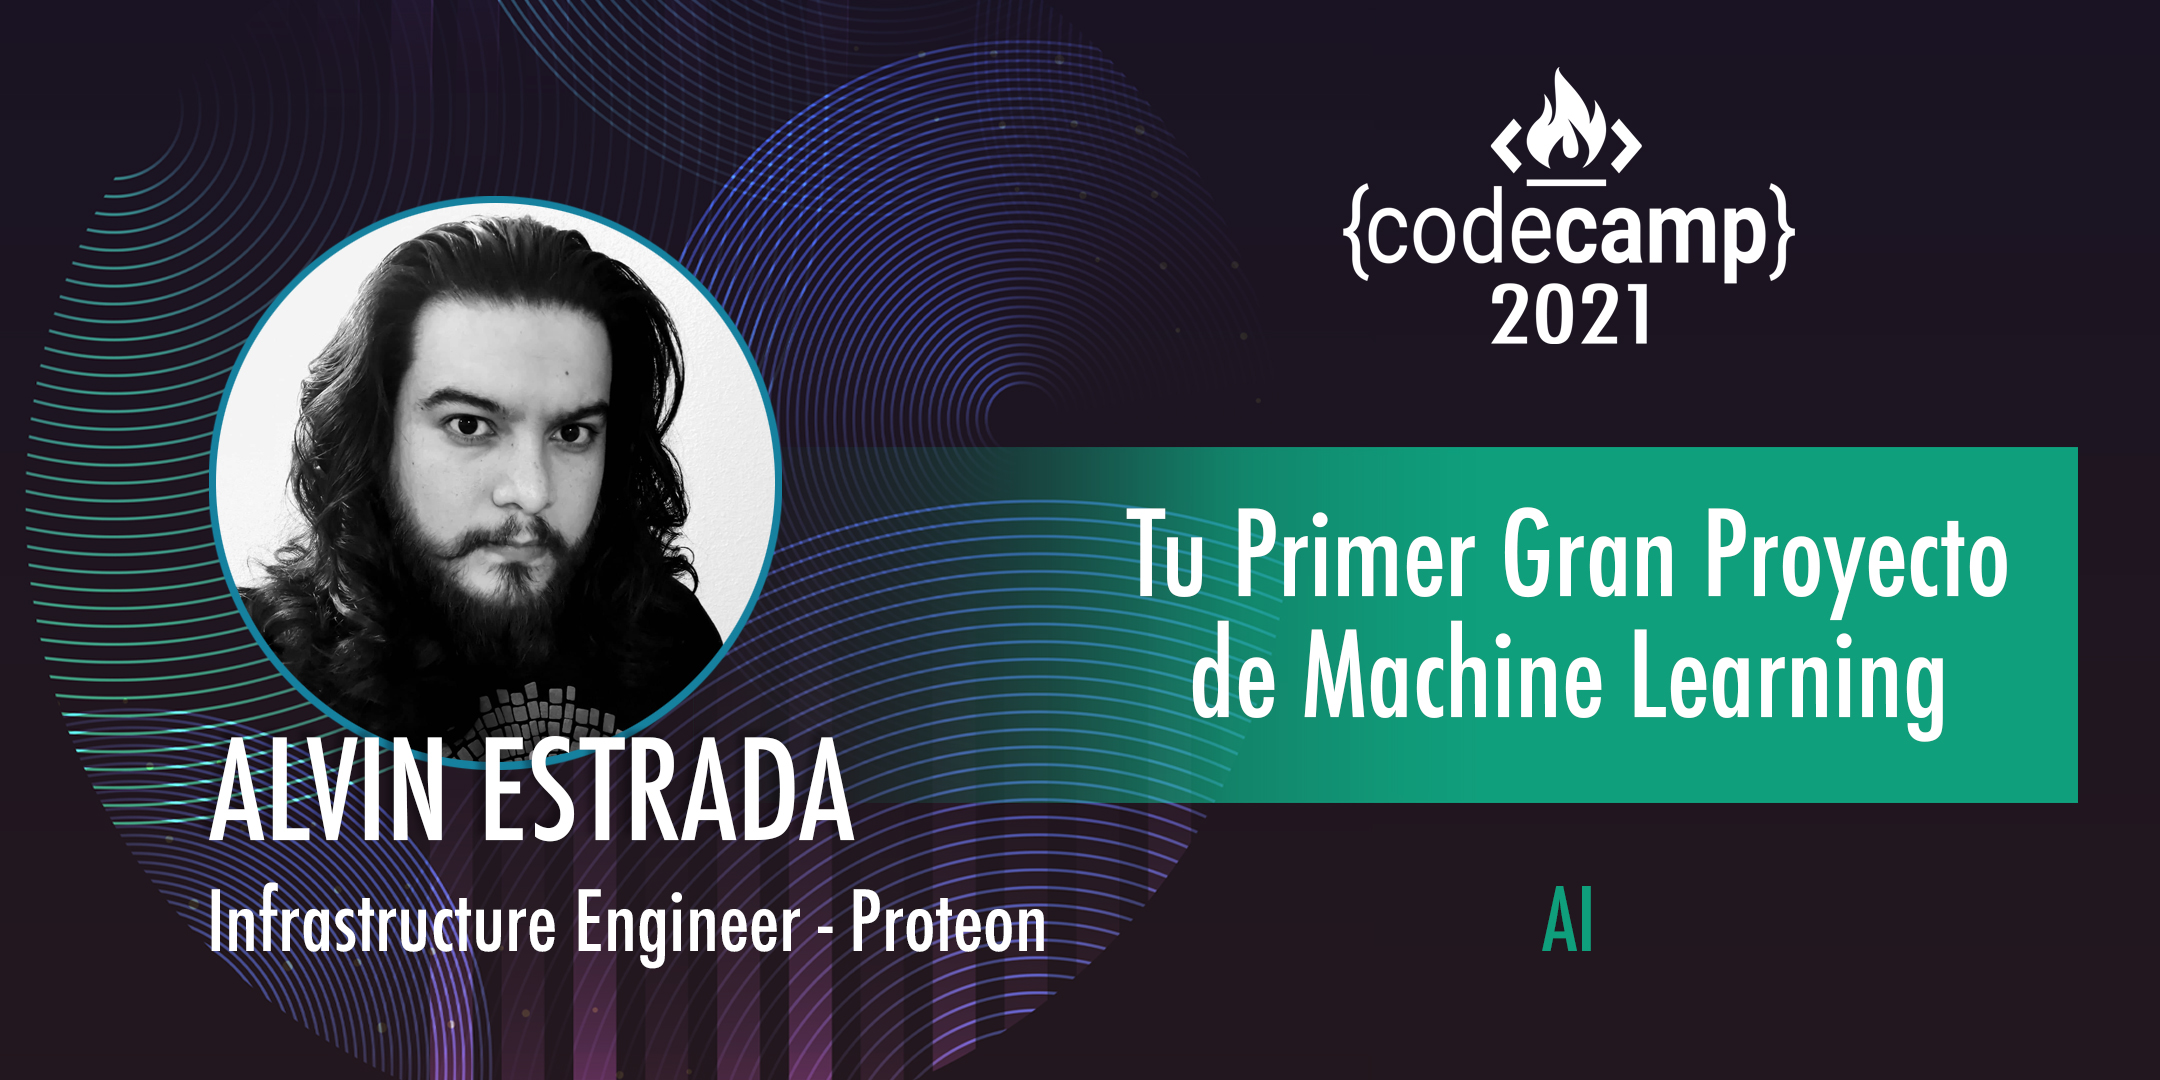 {codecamp}
2021
Tu Primer Gran Proyecto
de Machine Learning
ALVIN ESTRADA
Infrastructure Engineer - Proteon
AI